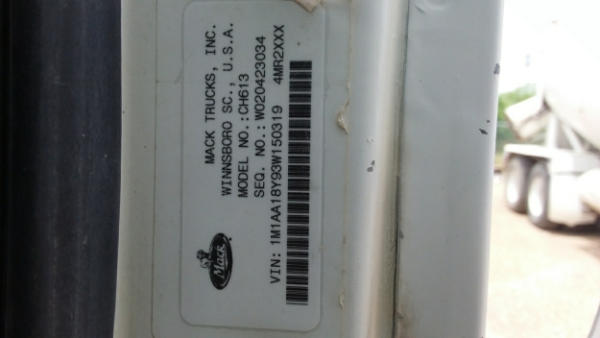 MACK TRUCKS, INC.
WINNSBORO SC., U.S.A.
MODEL NO.:CH613
SEQ. NO.:W020423034
4MR2XXX
VIN: 1M1AA18Y93W150319
Mack